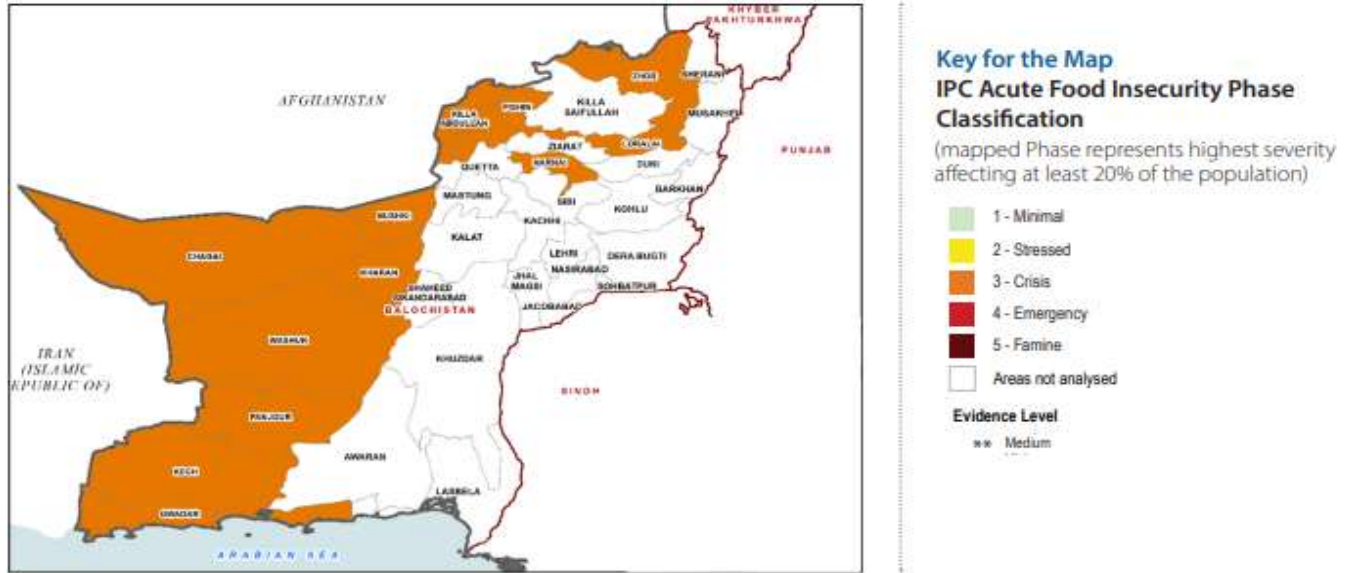 KHYBER
PAKHTUNKHWA
ZHOB
SHERANI
AFGHANISTAN
PISHIN
KILLA
SAIFULLAH
KILLA
ABDULLAH
MUSAKHEL
LORALAI
ZIARAT
PUNJAB
HARNAI
DUKI
QUETTA
BARKHAN
MASTUNG
SIBI
KOHLU
NUSHKI
KACHHI
KALAT
LEHRI
DERA BUGTI
CHAGAI
NASIRABAD
KHARAN
JHAL
MAGSI
SHAHEED
SIKANDARABAD
SOHBATPUR
JACOBABAD
BALOCHISTAN
WASHUK
IRAN
(ISLAMIC
EPUBLIC OF)
KHUZDAR
SINDH
PANJGUR
AWARAN
KECH
LASBELA
GWADAR
ARABIAN SEA
Key for the Map
IPC Acute Food Insecurity Phase
Classification
(mapped Phase represents highest severity
affecting at least 20% of the population)
1 - Minimal
2 - Stressed
3 - Crisis
4 - Emergency
5 - Famine
Areas not analysed
Evidence Level
** Medium